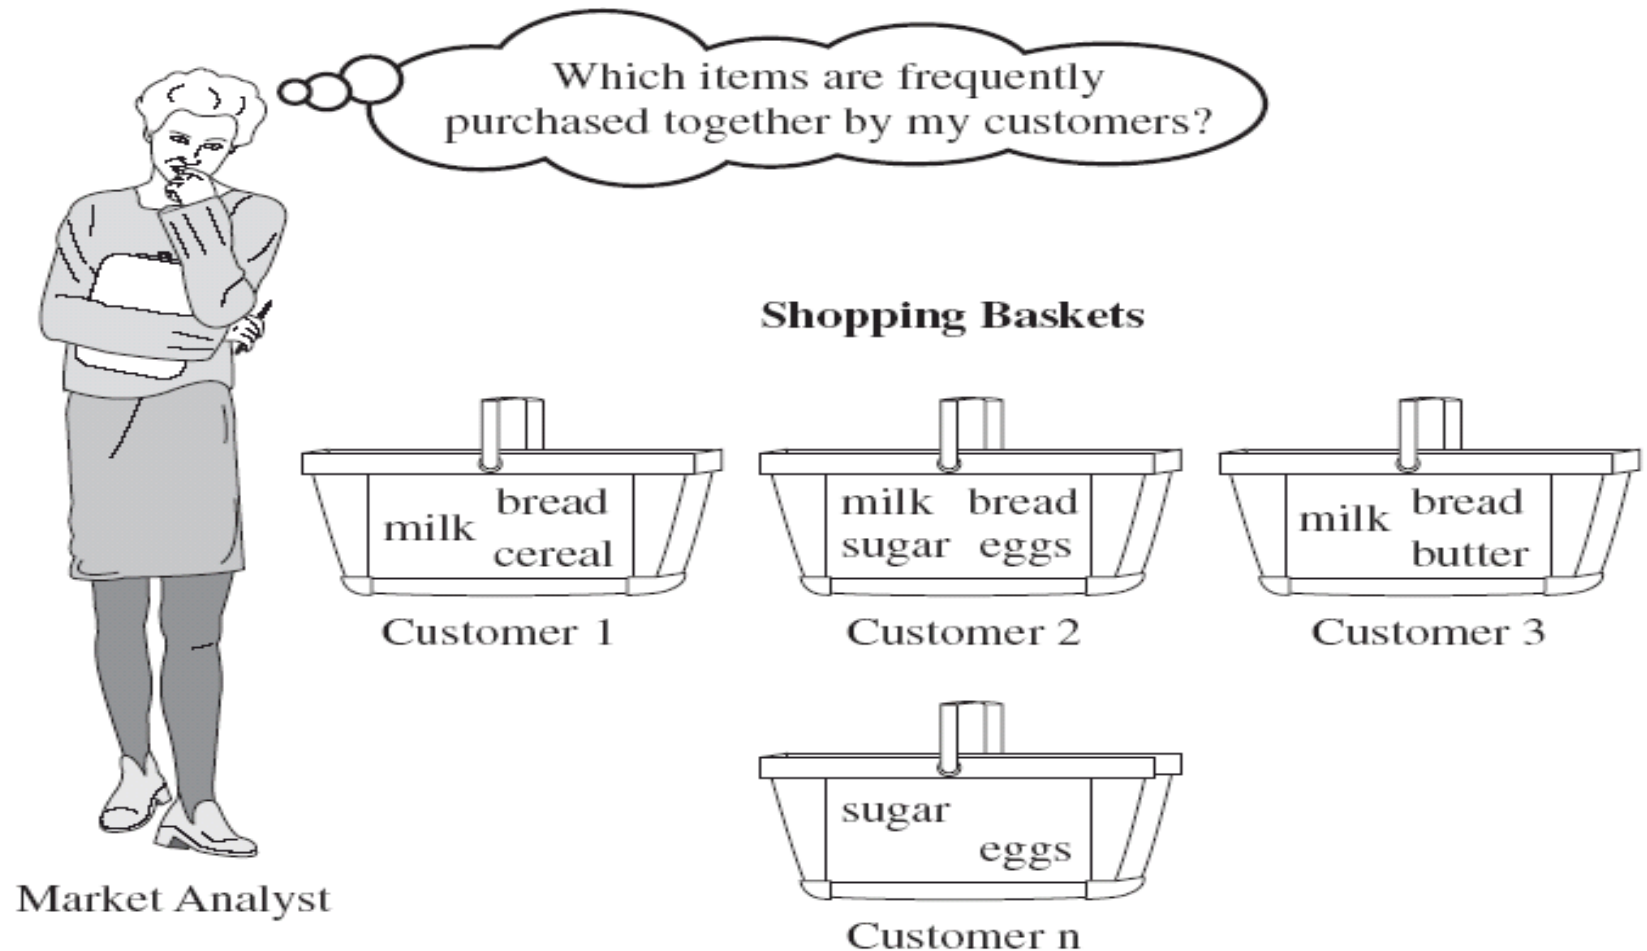 Which items are frequently
purchased together by my customers?
Shopping Baskets
milk bread
cereal
Customer 1
milk bread
sugar eggs
Customer 2
milk bread
butter
Customer 3
sugar
eggs
Customer n
Market Analyst